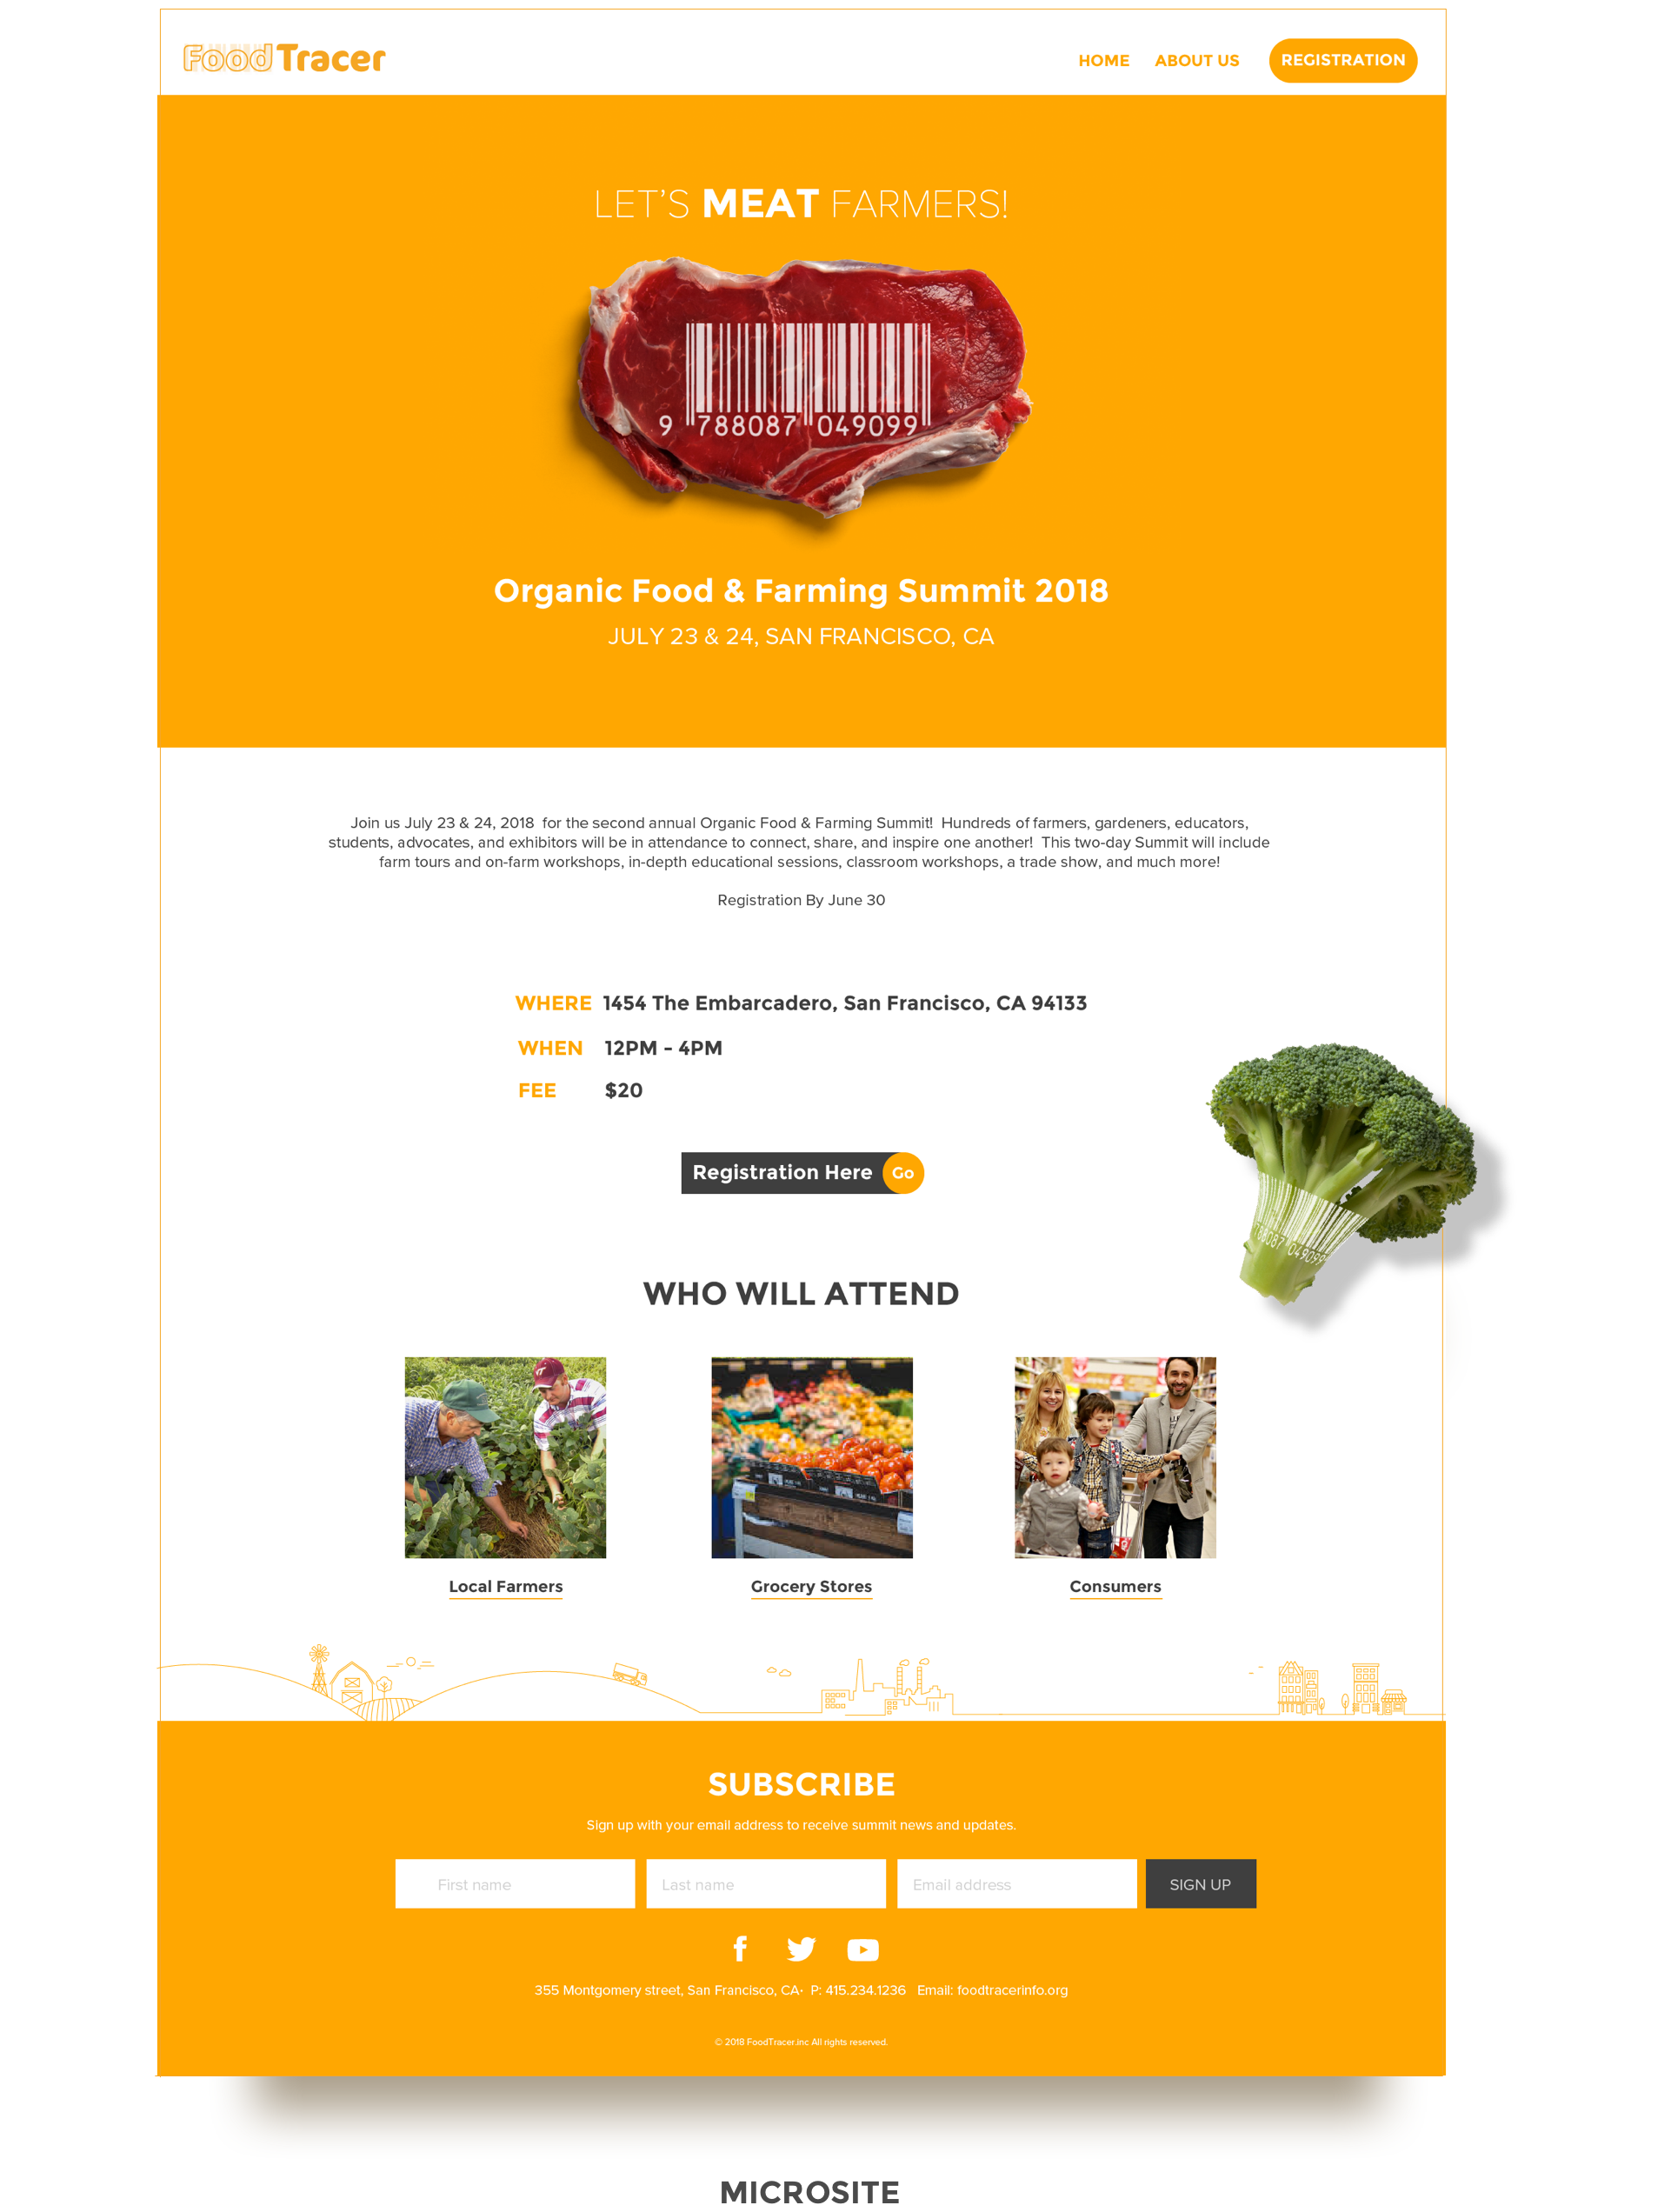 FoodTracer
HOME ABOUT US REGISTRATION
LET'S MEAT FARMERS!
9 788087 049099
Organic Food & Farming Summit 2018
JULY 23 & 24, SAN FRANCISCO, CA
Join us July 23 & 24, 2018 for the second annual Organic Food & Farming Summit! Hundreds of farmers, gardeners, educators,
students, advocates, and exhibitors will be in attendance to connect, share, and inspire one another! This two-day Summit will include
farm tours and on-farm workshops, in-depth educational sessions, classroom workshops, a trade show, and much more!
Registration By June 30
WHERE 1454 The Embarcadero, San Francisco, CA 94133
WHEN 12PM - 4PM
FEE $20
788087 049099
Registration Here Go
WHO WILL ATTEND
Local Farmers Grocery Stores Consumers
SUBSCRIBE
Sign up with your email address to receive summit news and updates.
First name Last name Email address SIGN UP
355 Montgomery street, San Francisco, CA· P: 415.234.1236 Email: foodtracerinfo.org
© 2018 FoodTracer.inc All rights reserved.
MICROSITE